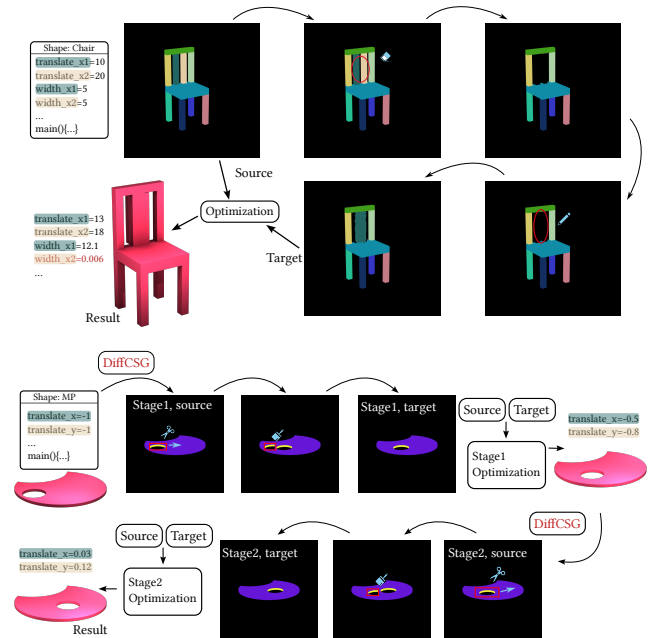 Shape: Chair
translate_x1=10
translate_x2=20
width_x1=5
width_x2=5
...
main(){...}
Source
Optimization
Target
translate_x1=13
translate_x2=18
width_x1=12.1
width_x2=0.006
...
Result
DiffCSG
Shape: MP
translate_x=-1
translate_y=-1
...
main(){...}
Stage1, source
Stage1, target
Source
Target
Stage1
Optimization
translate_x=-0.5
translate_y=-0.8
DiffCSG
Stage2, source
Stage2, target
Source
Target
Stage2
Optimization
translate_x=0.03
translate_y=0.12
Result